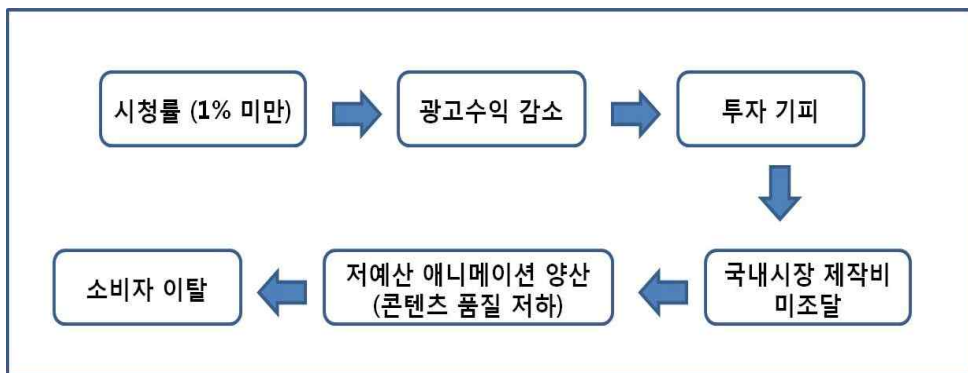 시청률 (1% 미만)
광고수익 감소
투자 기피
국내시장 제작비
미조달
저예산 애니메이션 양산
(콘텐츠 품질 저하)
소비자 이탈